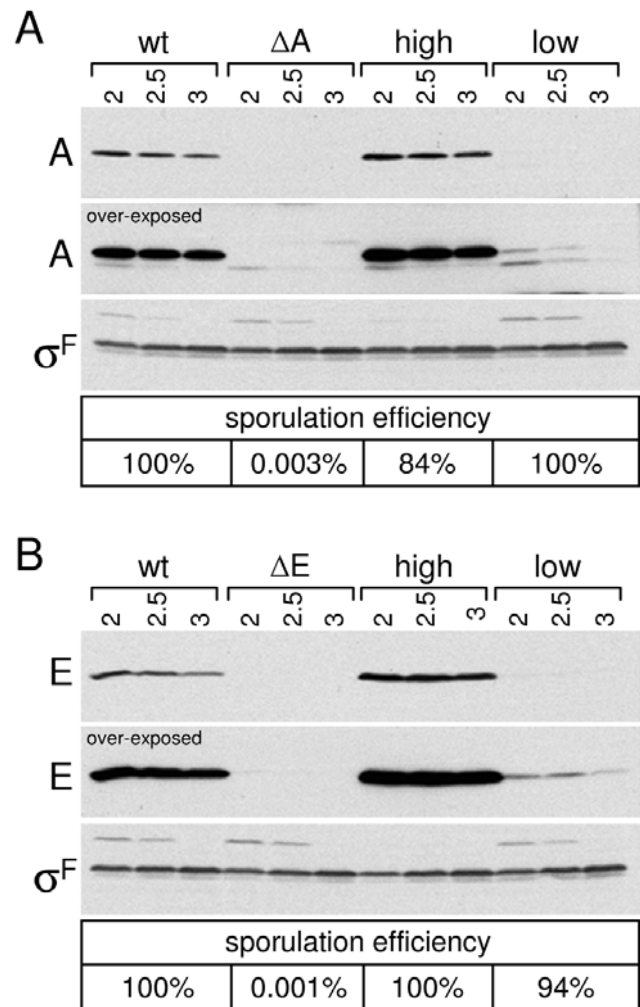 A
wt ΔA high low
2 2.5 3 2 2.5 3 2 2.5 3 2 2.5 3
A
over-exposed
A
σF
sporulation efficiency
100% 0.003% 84% 100%
B
wt ΔE high low
2 2.5 3 2 2.5 3 2 2.5 3 2 2.5 3
E
over-exposed
E
σF
sporulation efficiency
100% 0.001% 100% 94%